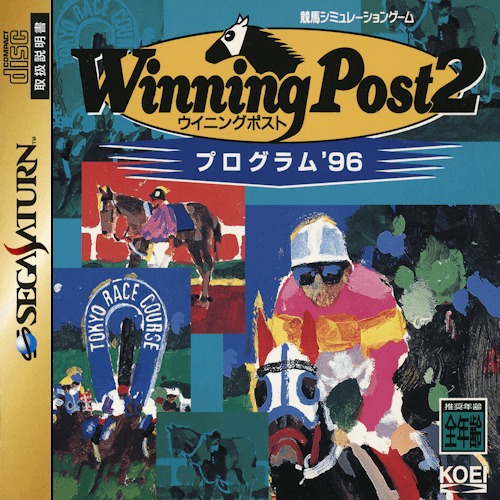 COMPACT
disc
取扱説明書
SEGA SATURN™
競馬シミュレーションゲーム
Winning Post 2
ウイニングポスト
プログラム'96
TOKYO RACE COURSE
推奨年齢
全年齢
KOEI